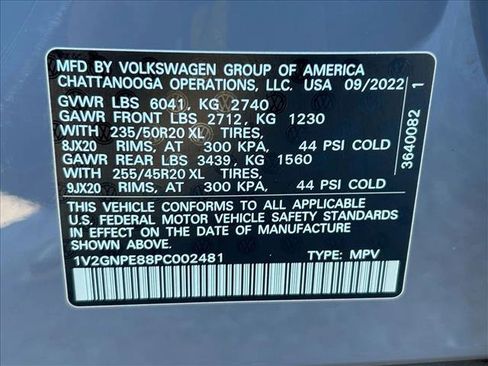 MFD BY VOLKSWAGEN GROUP OF AMERICA
CHATTANOOGA OPERATIONS, LLC. USA 09/2022
GVWR LBS 6041, KG 2740
GAWR FRONT LBS 2712, KG 1230
WITH 235/50R20 XL TIRES,
8JX20 RIMS, AT 300 KPA, 44 PSI COLD
GAWR REAR LBS 3439, KG 1560
WITH 255/45R20 XL TIRES,
9JX20 RIMS, AT 300 KPA, 44 PSI COLD
THIS VEHICLE CONFORMS TO ALL APPLICABLE
U.S. FEDERAL MOTOR VEHICLE SAFETY STANDARDS
IN EFFECT ON THE DATE OF MANUFACTURE
SHOWN ABOVE.
1V2GNPE88PC002481 TYPE: MPV
3640082 1